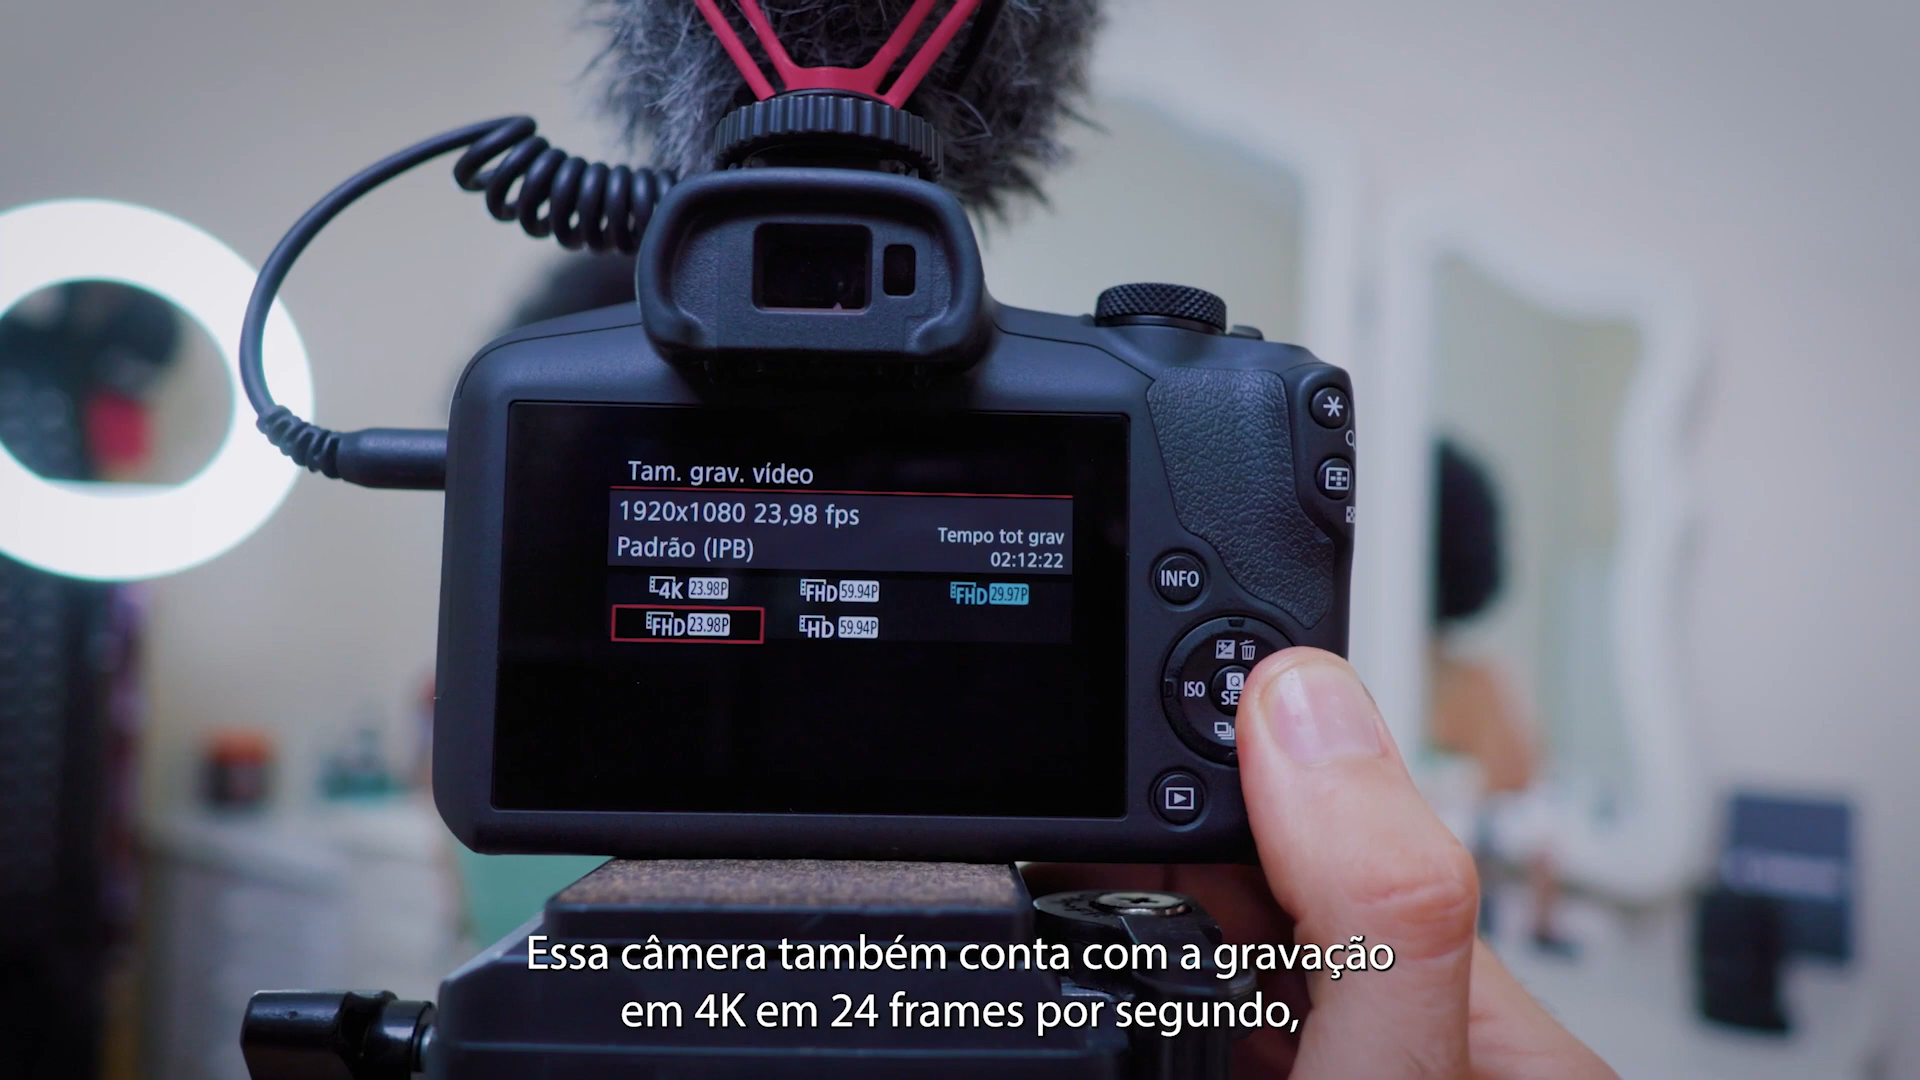 Tam. grav. vídeo
1920x1080 23,98 fps
Padrão (IPB)
Tempo tot grav
02:12:22
4K 23.98P FHD 59.94P FHD 29.97P
FHD 23.98P HD 59.94P
INFO
ISO
Q
SE
Essa câmera também conta com a gravação
em 4K em 24 frames por segundo,